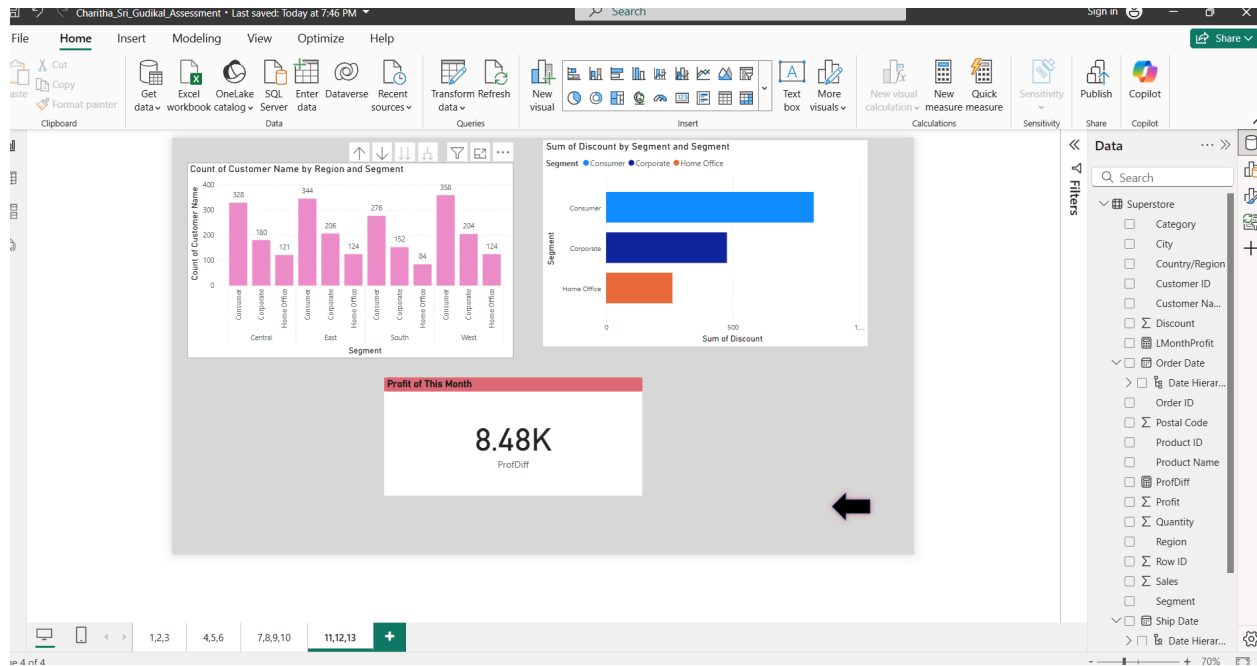 Charitha_Sri_Gudikal_Assessment • Last saved: Today at 7:46 PM
Search
Sign in
File Home Insert Modeling View Optimize Help
Share
Cut
Copy
Format painter
Get data
Excel workbook
OneLake catalog
SQL Server
Enter data
Dataverse
Recent sources
Transform data
Refresh
New visual
Text box
More visuals
New visual calculation
New measure
Quick measure
Sensitivity
Publish
Copilot
Clipboard
Data
Queries
Insert
Calculations
Sensitivity
Share
Copilot
Count of Customer Name by Region and Segment
Count of Customer Name
400
300
200
100
0
328
180
121
344
206
124
276
152
84
358
204
124
Consumer
Corporate
Home Office
Consumer
Corporate
Home Office
Consumer
Corporate
Home Office
Consumer
Corporate
Home Office
Central East South West
Segment
Sum of Discount by Segment and Segment
Segment Consumer Corporate Home Office
Segment
Consumer
Corporate
Home Office
0 500 1,...
Sum of Discount
Profit of This Month
8.48K
ProfDiff
Filters
Data
Search
Superstore
Category
City
Country/Region
Customer ID
Customer Na...
Discount
LMonthProfit
Order Date
Date Hierar...
Order ID
Postal Code
Product ID
Product Name
ProfDiff
Profit
Quantity
Region
Row ID
Sales
Segment
Ship Date
Date Hierar...
1,2,3 4,5,6 7,8,9,10 11,12,13
4 of 4
- + 70%